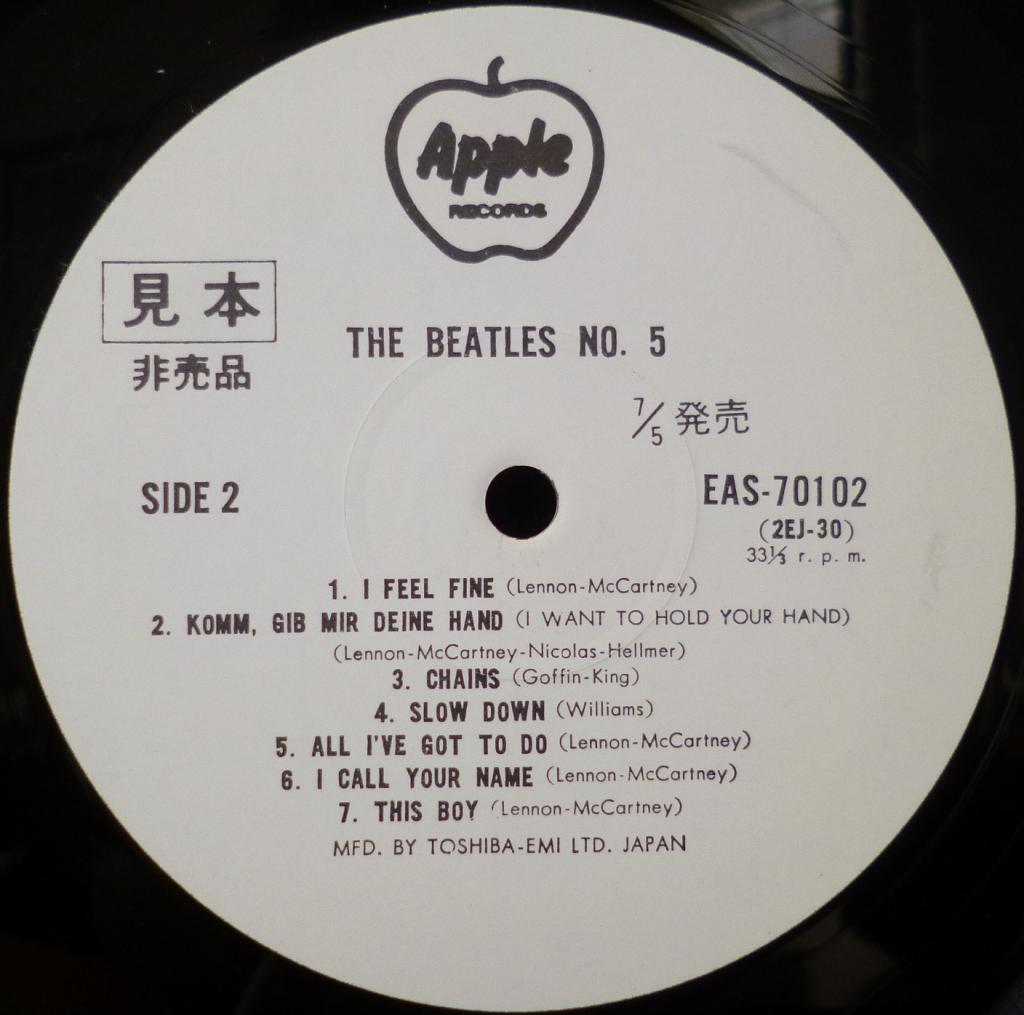 Apple
RECORDS
見本
非売品
THE BEATLES NO. 5
7/5 発売
SIDE 2
EAS-70102
(2EJ-30)
33⅓ r. p. m.
1. I FEEL FINE (Lennon-McCartney)
2. KOMM, GIB MIR DEINE HAND (I WANT TO HOLD YOUR HAND)
(Lennon-McCartney-Nicolas-Hellmer)
3. CHAINS (Goffin-King)
4. SLOW DOWN (Williams)
5. ALL I'VE GOT TO DO (Lennon-McCartney)
6. I CALL YOUR NAME (Lennon-McCartney)
7. THIS BOY (Lennon-McCartney)
MFD. BY TOSHIBA-EMI LTD. JAPAN